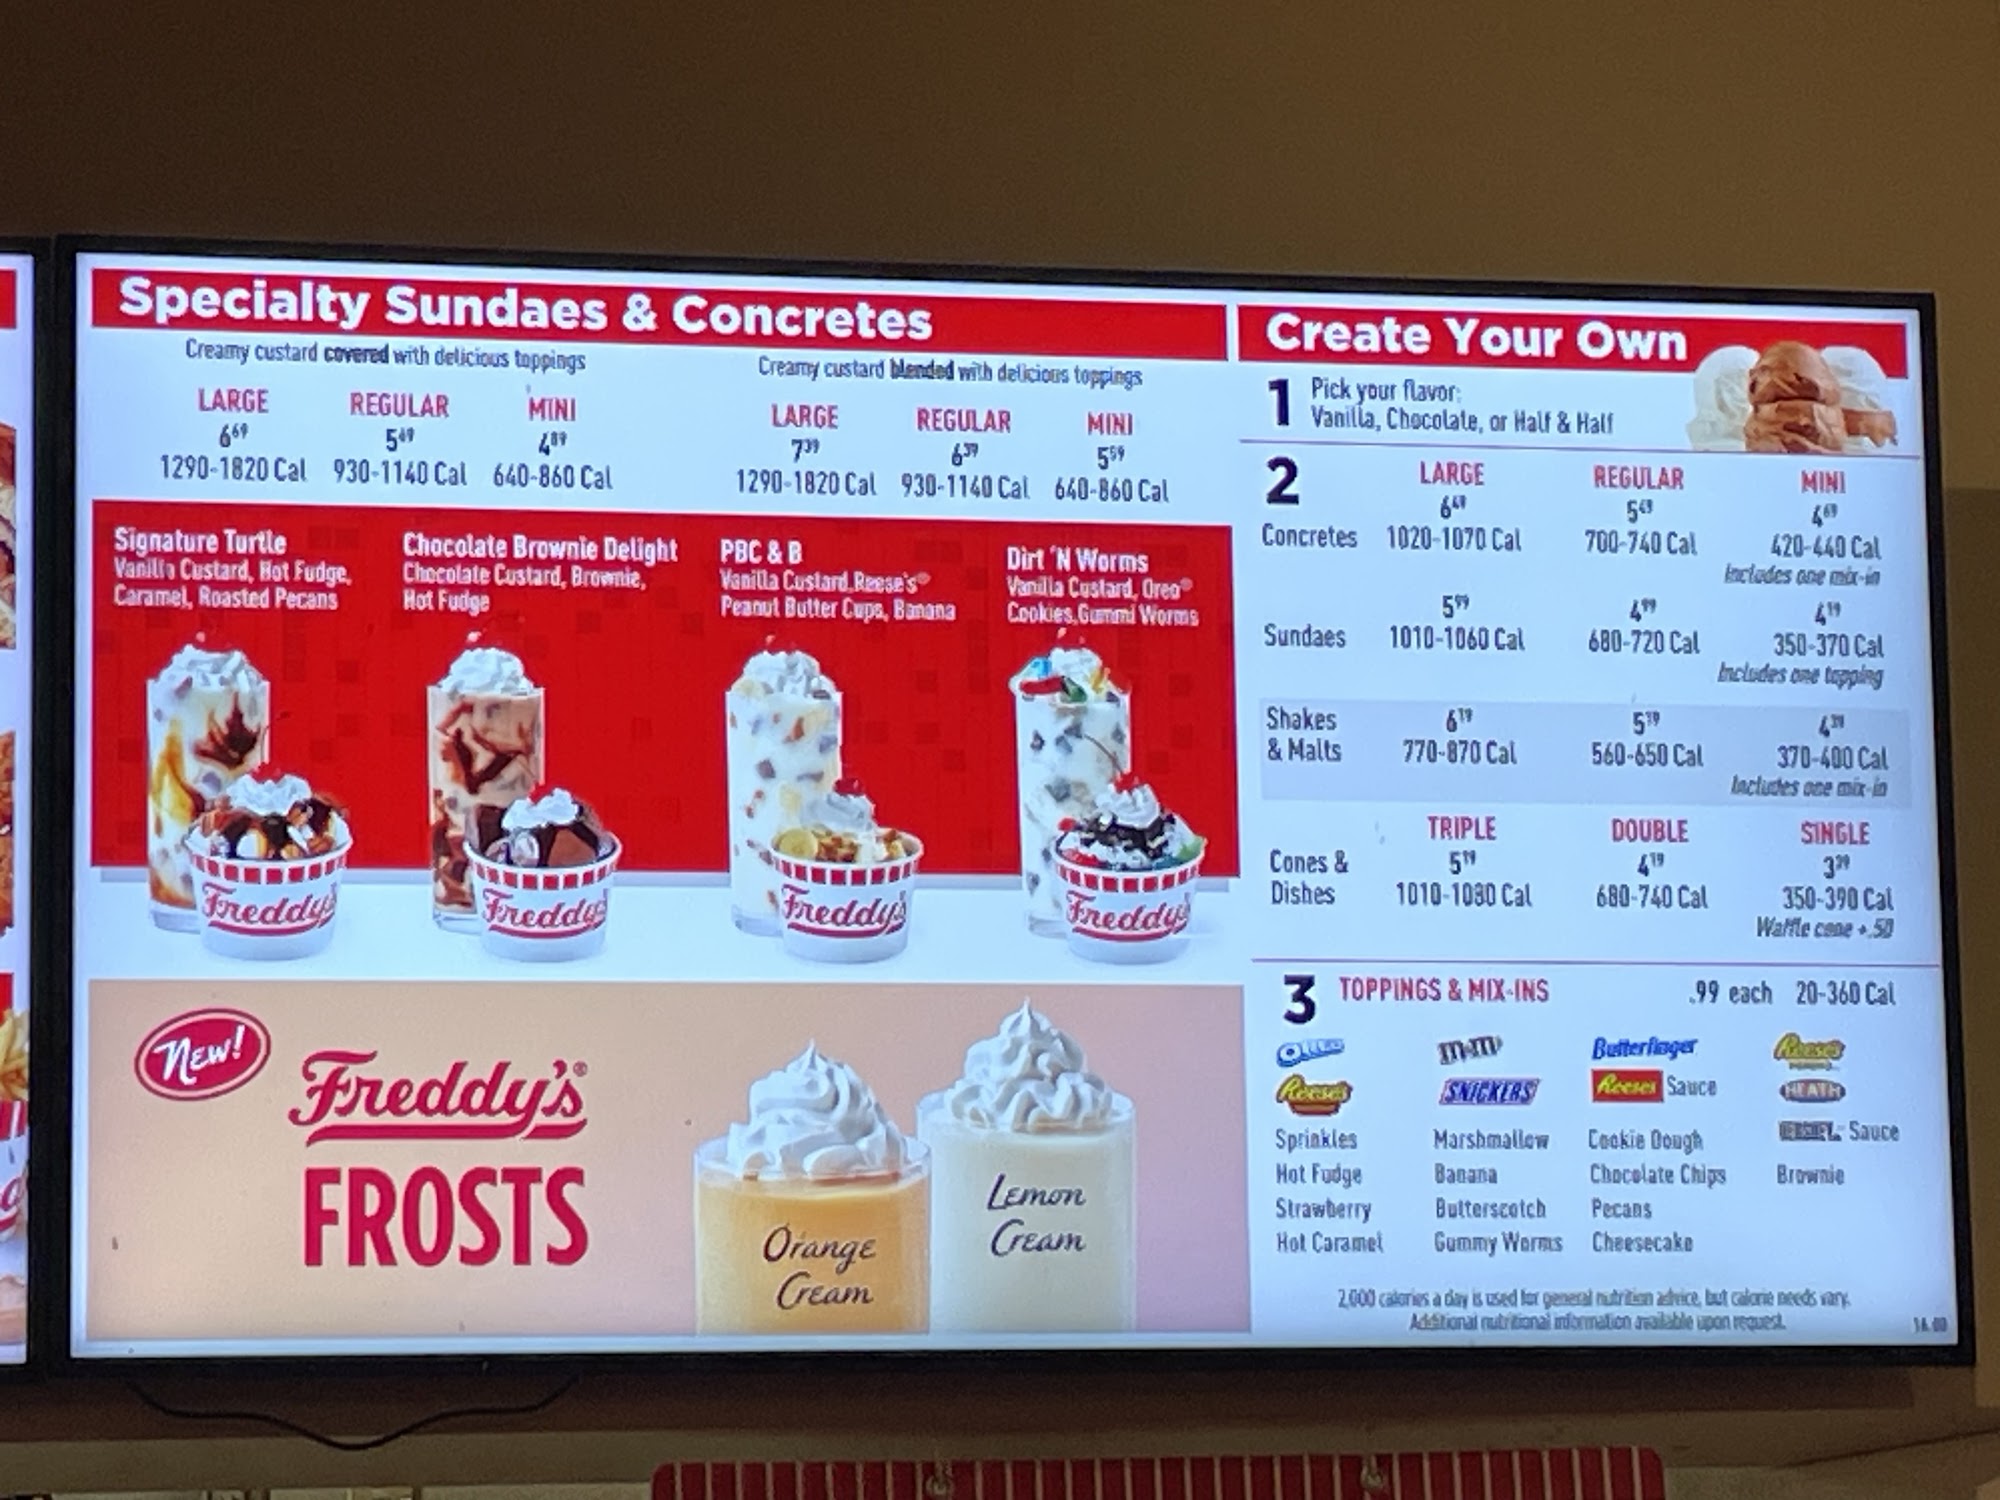 Specialty Sundaes & Concretes
Creamy custard covered with delicious toppings
LARGE REGULAR MINI
6 69 5 49 4 89
1290-1820 Cal 930-1140 Cal 640-860 Cal
Creamy custard blended with delicious toppings
LARGE REGULAR MINI
7 39 6 39 5 59
1290-1820 Cal 930-1140 Cal 640-860 Cal
Signature Turtle
Vanilla Custard, Hot Fudge,
Caramel, Roasted Pecans
Chocolate Brownie Delight
Chocolate Custard, Brownie,
Hot Fudge
PBC & B
Vanilla Custard, Reese's®
Peanut Butter Cups, Banana
Dirt 'N Worms
Vanilla Custard, Oreo®
Cookies, Gummi Worms
Freddy's
Freddy's
Freddy's
Freddy's
New!
Freddy's®
FROSTS
Orange
Cream
Lemon
Cream
Create Your Own
1 Pick your flavor:
Vanilla, Chocolate, or Half & Half
2 LARGE REGULAR MINI
6 49 5 49 4 69
Concretes 1020-1070 Cal 700-740 Cal 420-440 Cal
Includes one mix-in
5 99 4 99 4 19
Sundaes 1010-1060 Cal 680-720 Cal 350-370 Cal
Includes one topping
Shakes 6 19 5 19 4 39
& Malts 770-870 Cal 560-650 Cal 370-400 Cal
Includes one mix-in
TRIPLE DOUBLE SINGLE
Cones & 5 19 4 19 3 39
Dishes 1010-1080 Cal 680-740 Cal 350-390 Cal
Waffle cone +.50
3 TOPPINGS & MIX-INS .99 each 20-360 Cal
OREO m&m Butterfinger Reese's
Reese's SNICKERS Reese's Sauce HEATH
Sprinkles Marshmallow Cookie Dough Sauce
Hot Fudge Banana Chocolate Chips Brownie
Strawberry Butterscotch Pecans
Hot Caramel Gummy Worms Cheesecake
2,000 calories a day is used for general nutrition advice, but calorie needs vary.
Additional nutritional information available upon request.